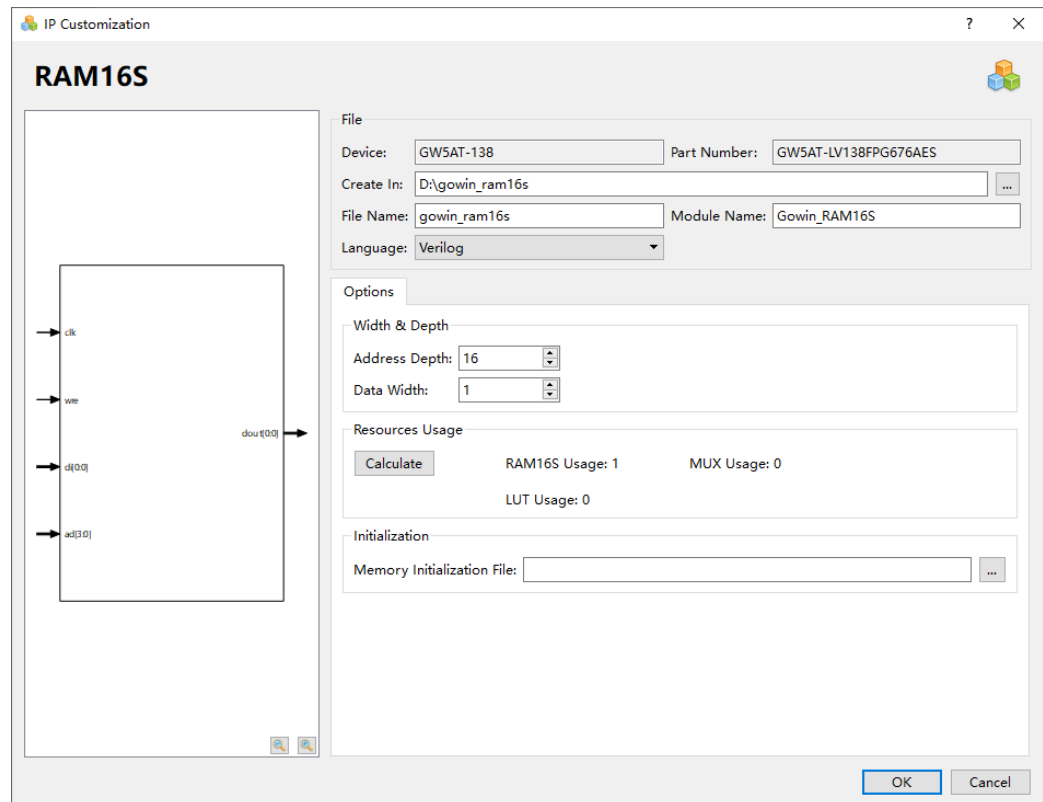 IP Customization
RAM16S
clk
wre
di[0:0]
ad[3:0]
dout[0:0]
File
Device: GW5AT-138 Part Number: GW5AT-LV138FPG676AES
Create In: D:\gowin_ram16s ...
File Name: gowin_ram16s Module Name: Gowin_RAM16S
Language: Verilog
Options
Width & Depth
Address Depth: 16
Data Width: 1
Resources Usage
Calculate RAM16S Usage: 1 MUX Usage: 0
LUT Usage: 0
Initialization
Memory Initialization File: ...
OK Cancel